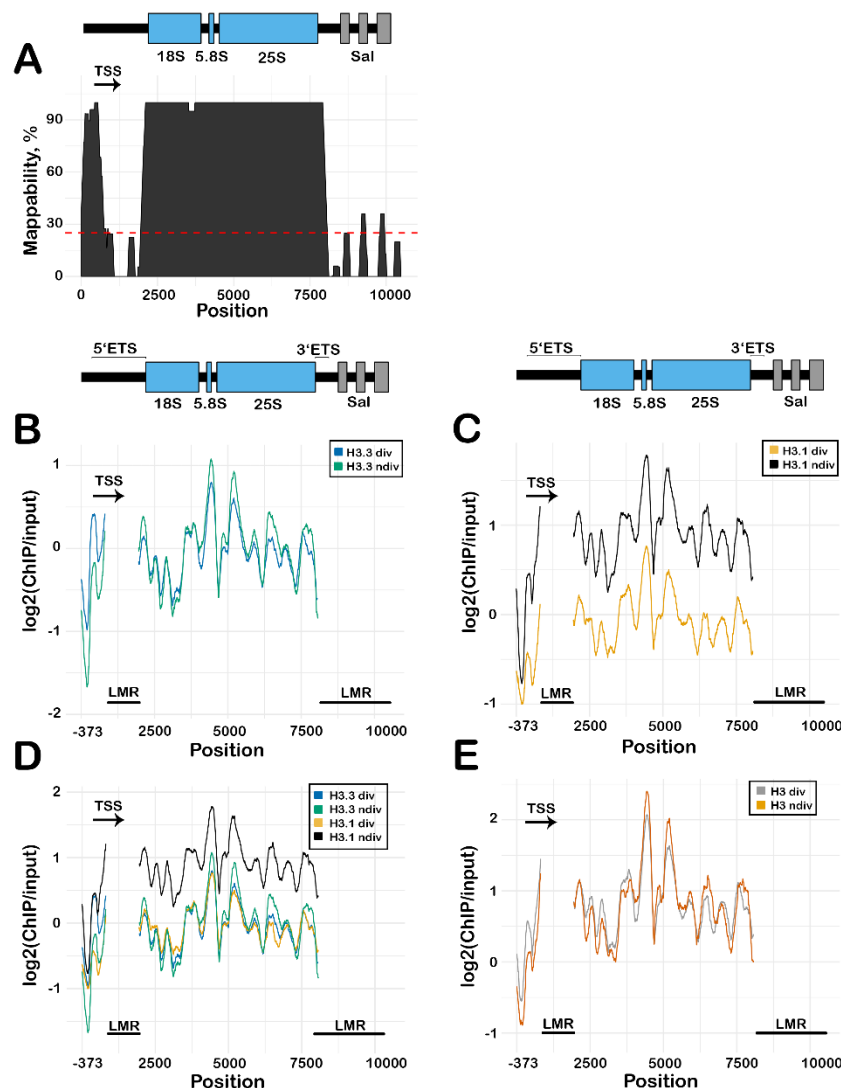 18S 5.8S 25S Sal
A
TSS
Mappability, %
90
60
30
0
0 2500 5000 7500 10000
Position
5'ETS 3'ETS
18S 5.8S 25S Sal
5'ETS 3'ETS
18S 5.8S 25S Sal
B
H3.3 div
H3.3 ndiv
TSS
log2(ChIP/input)
1
0
-1
-2
LMR LMR
-373 2500 5000 7500 10000
Position
C
H3.1 div
H3.1 ndiv
TSS
log2(ChIP/input)
1
0
-1
LMR LMR
-373 2500 5000 7500 10000
Position
D
H3.3 div
H3.3 ndiv
H3.1 div
H3.1 ndiv
TSS
log2(ChIP/input)
2
1
0
-1
LMR LMR
-373 2500 5000 7500 10000
Position
E
H3 div
H3 ndiv
TSS
log2(ChIP/input)
2
1
0
-1
LMR LMR
-373 2500 5000 7500 10000
Position